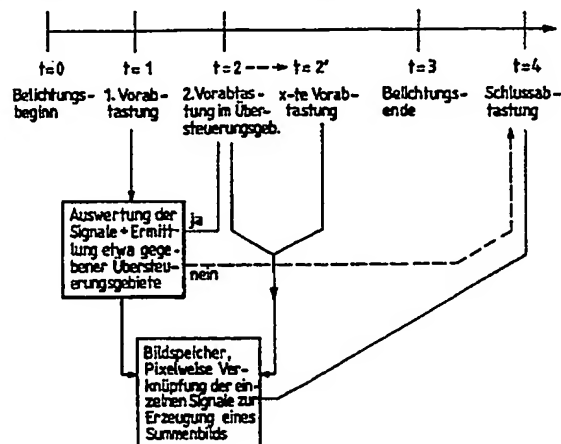 t=0
t=1
t=2 t=2'
t=3
t=4
Belichtungs-
beginn
1. Vorab-
tastung
2. Vorabtas-
tung im Über-
steuerungsgeb.
x-te Vorab-
tastung
Belichtungs-
ende
Schlussab-
tastung
Auswertung der
Signale + Ermitt-
lung etwa gege-
bener Übersteu-
erungsgebiete
ja
nein
Bildspeicher,
Pixelweise Ver-
knüpfung der ein-
zelnen Signale zur
Erzeugung eines
Summenbilds